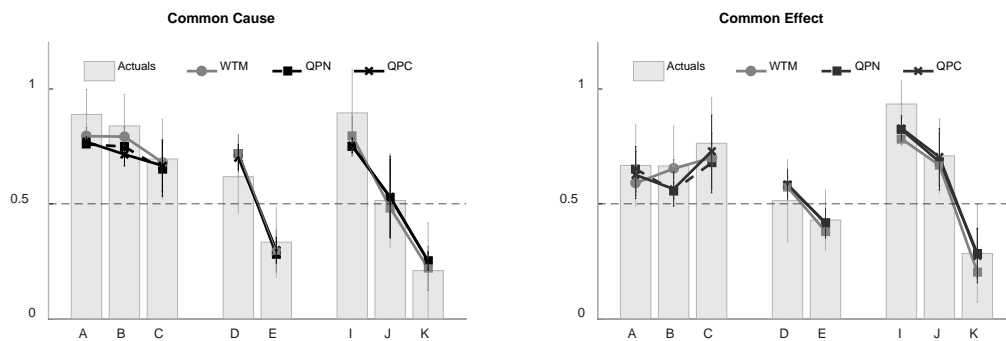 Common Cause
Actuals WTM QPN QPC
1
0.5
0
A B C D E I J K
Common Effect
Actuals WTM QPN QPC
1
0.5
0
A B C D E I J K